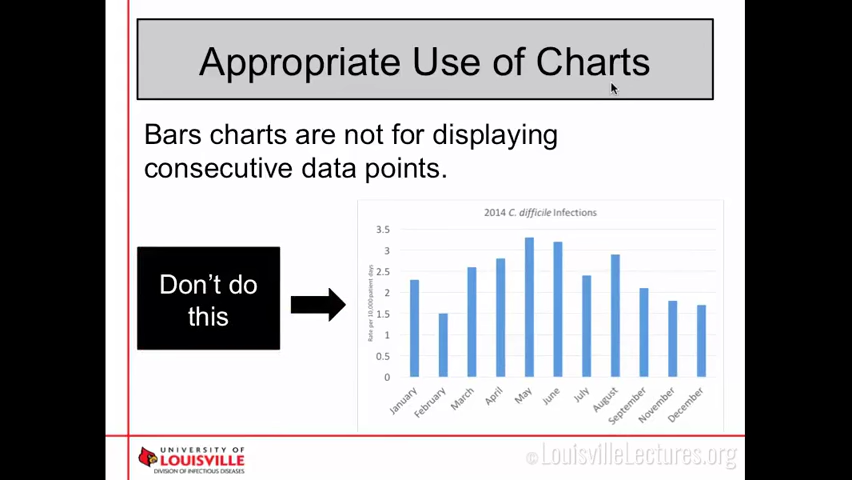 Appropriate Use of Charts
Bars charts are not for displaying
consecutive data points.
Don't do
this
2014 C. difficile Infections
Rate per 10,000 patient days
3.5
3
2.5
2
1.5
1
0.5
0
January
February
March
April
May
June
July
August
September
November
December
UNIVERSITY OF
LOUISVILLE
DIVISION OF INFECTIOUS DISEASES
©LouisvilleLectures.org